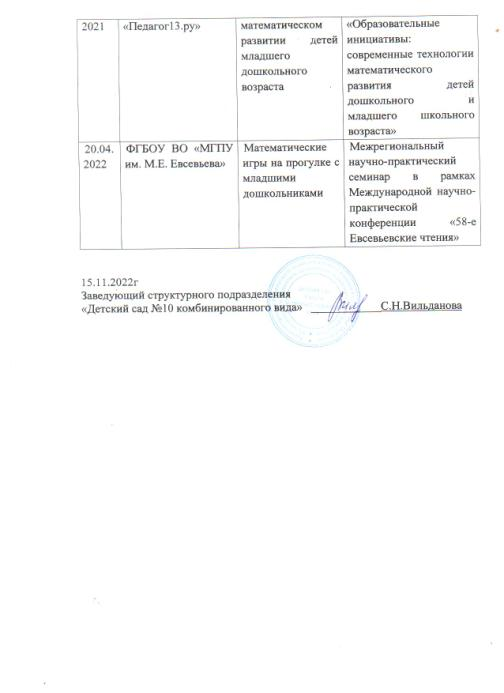 2021 «Педагог13.ру» математическом «Образовательные
развитии детей инициативы:
младшего современные технологии
дошкольного математического
возраста развития детей
дошкольного и
младшего школьного
возраста»
20.04. ФГБОУ ВО «МГПУ Математические Межрегиональный
2022 им. М.Е. Евсевьева» игры на прогулке с научно-практический
младшими семинар в рамках
дошкольниками Международной научно-
практической
конференции «58-е
Евсевьевские чтения»
15.11.2022г
Заведующий структурного подразделения
«Детский сад №10 комбинированного вида» С.Н.Вильданова